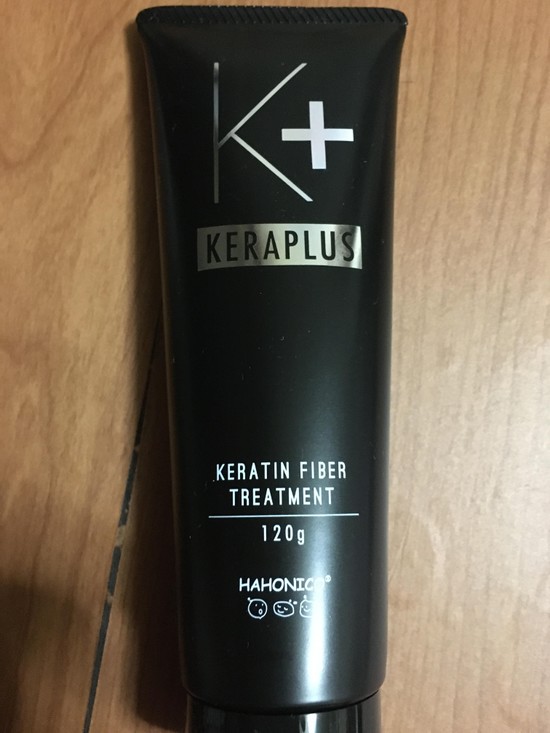 K+
KERAPLUS
KERATIN FIBER
TREATMENT
120g
HAHONICO®